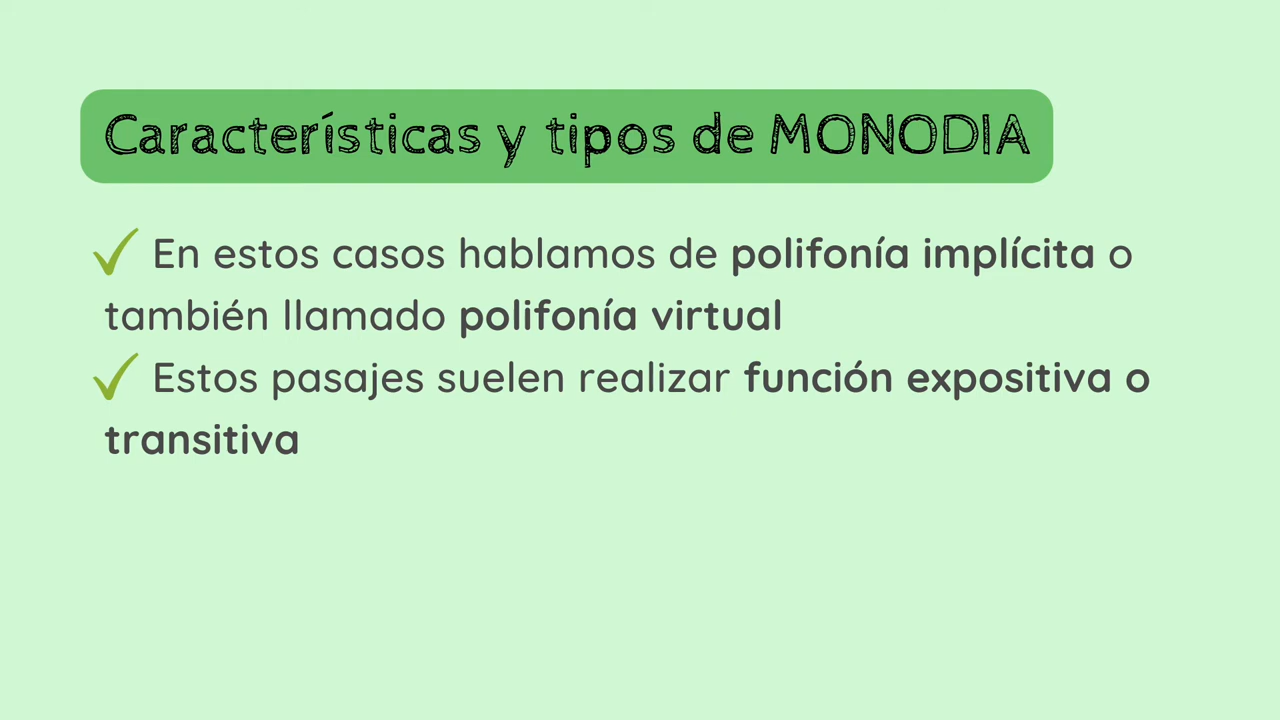 Características y tipos de MONODIA
✓ En estos casos hablamos de polifonía implícita o
también llamado polifonía virtual
✓ Estos pasajes suelen realizar función expositiva o
transitiva